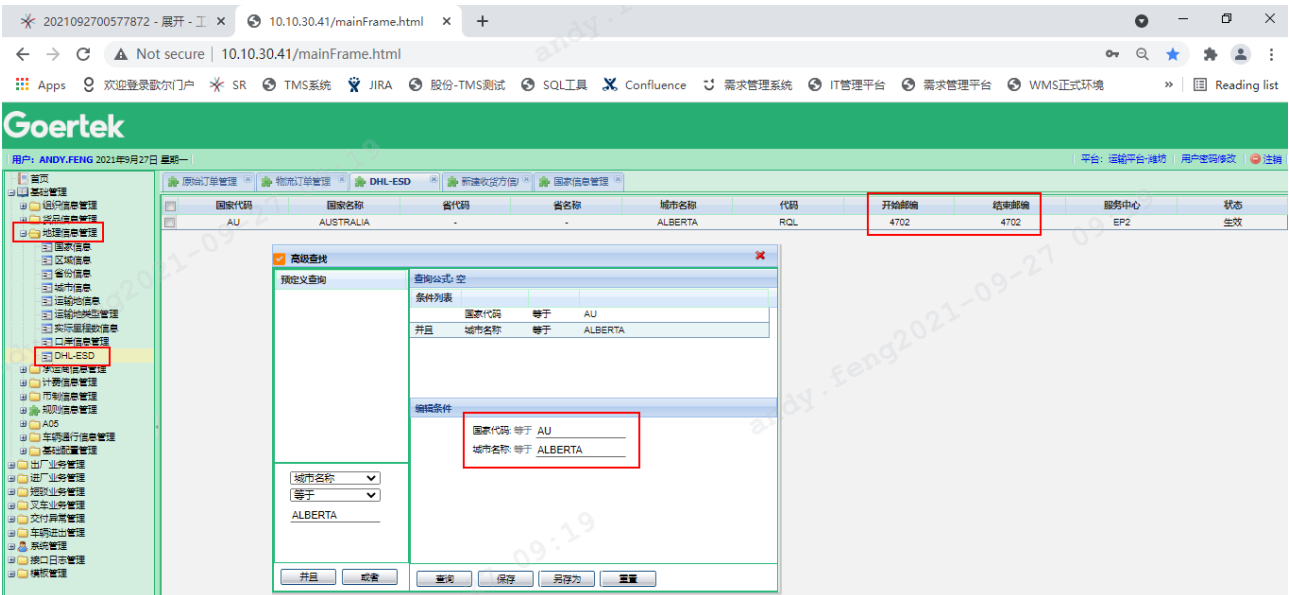 2021092700577872 - 展开 - 工
10.10.30.41/mainFrame.html
Not secure | 10.10.30.41/mainFrame.html
Apps 欢迎登录歌尔门户 SR TMS系统 JIRA 股份-TMS测试 SQL工具 Confluence 需求管理系统 IT管理平台 需求管理平台 WMS正式环境 » Reading list
Goertek
用户: ANDY.FENG 2021年9月27日 星期一
平台: 运输平台-潍坊 用户密码修改 注销
首页
基础管理
组织信息管理
货品信息管理
地理信息管理
国家信息
区域信息
省份信息
城市信息
运输地信息
运输地类型管理
实际里程数信息
口岸信息管理
DHL-ESD
承运商信息管理
计费信息管理
币制信息管理
规则信息管理
A05
车辆通行信息管理
基础配置管理
出厂业务管理
进厂业务管理
短驳业务管理
叉车业务管理
交付异常管理
车辆进出管理
系统管理
接口日志管理
模板管理
原始订单管理 物流订单管理 DHL-ESD 新建收货方信 国家信息管理
国家代码 国家名称 省代码 省名称 城市名称 代码 开始邮编 结束邮编 服务中心 状态
AU AUSTRALIA - - ALBERTA RQL 4702 4702 EP2 生效
高级查找
预定义查询
查询公式: 空
条件列表
国家代码 等于 AU
并且 城市名称 等于 ALBERTA
编辑条件
国家代码: 等于 AU
城市名称: 等于 ALBERTA
城市名称
等于
ALBERTA
并且 或者
查询 保存 另存为 重置